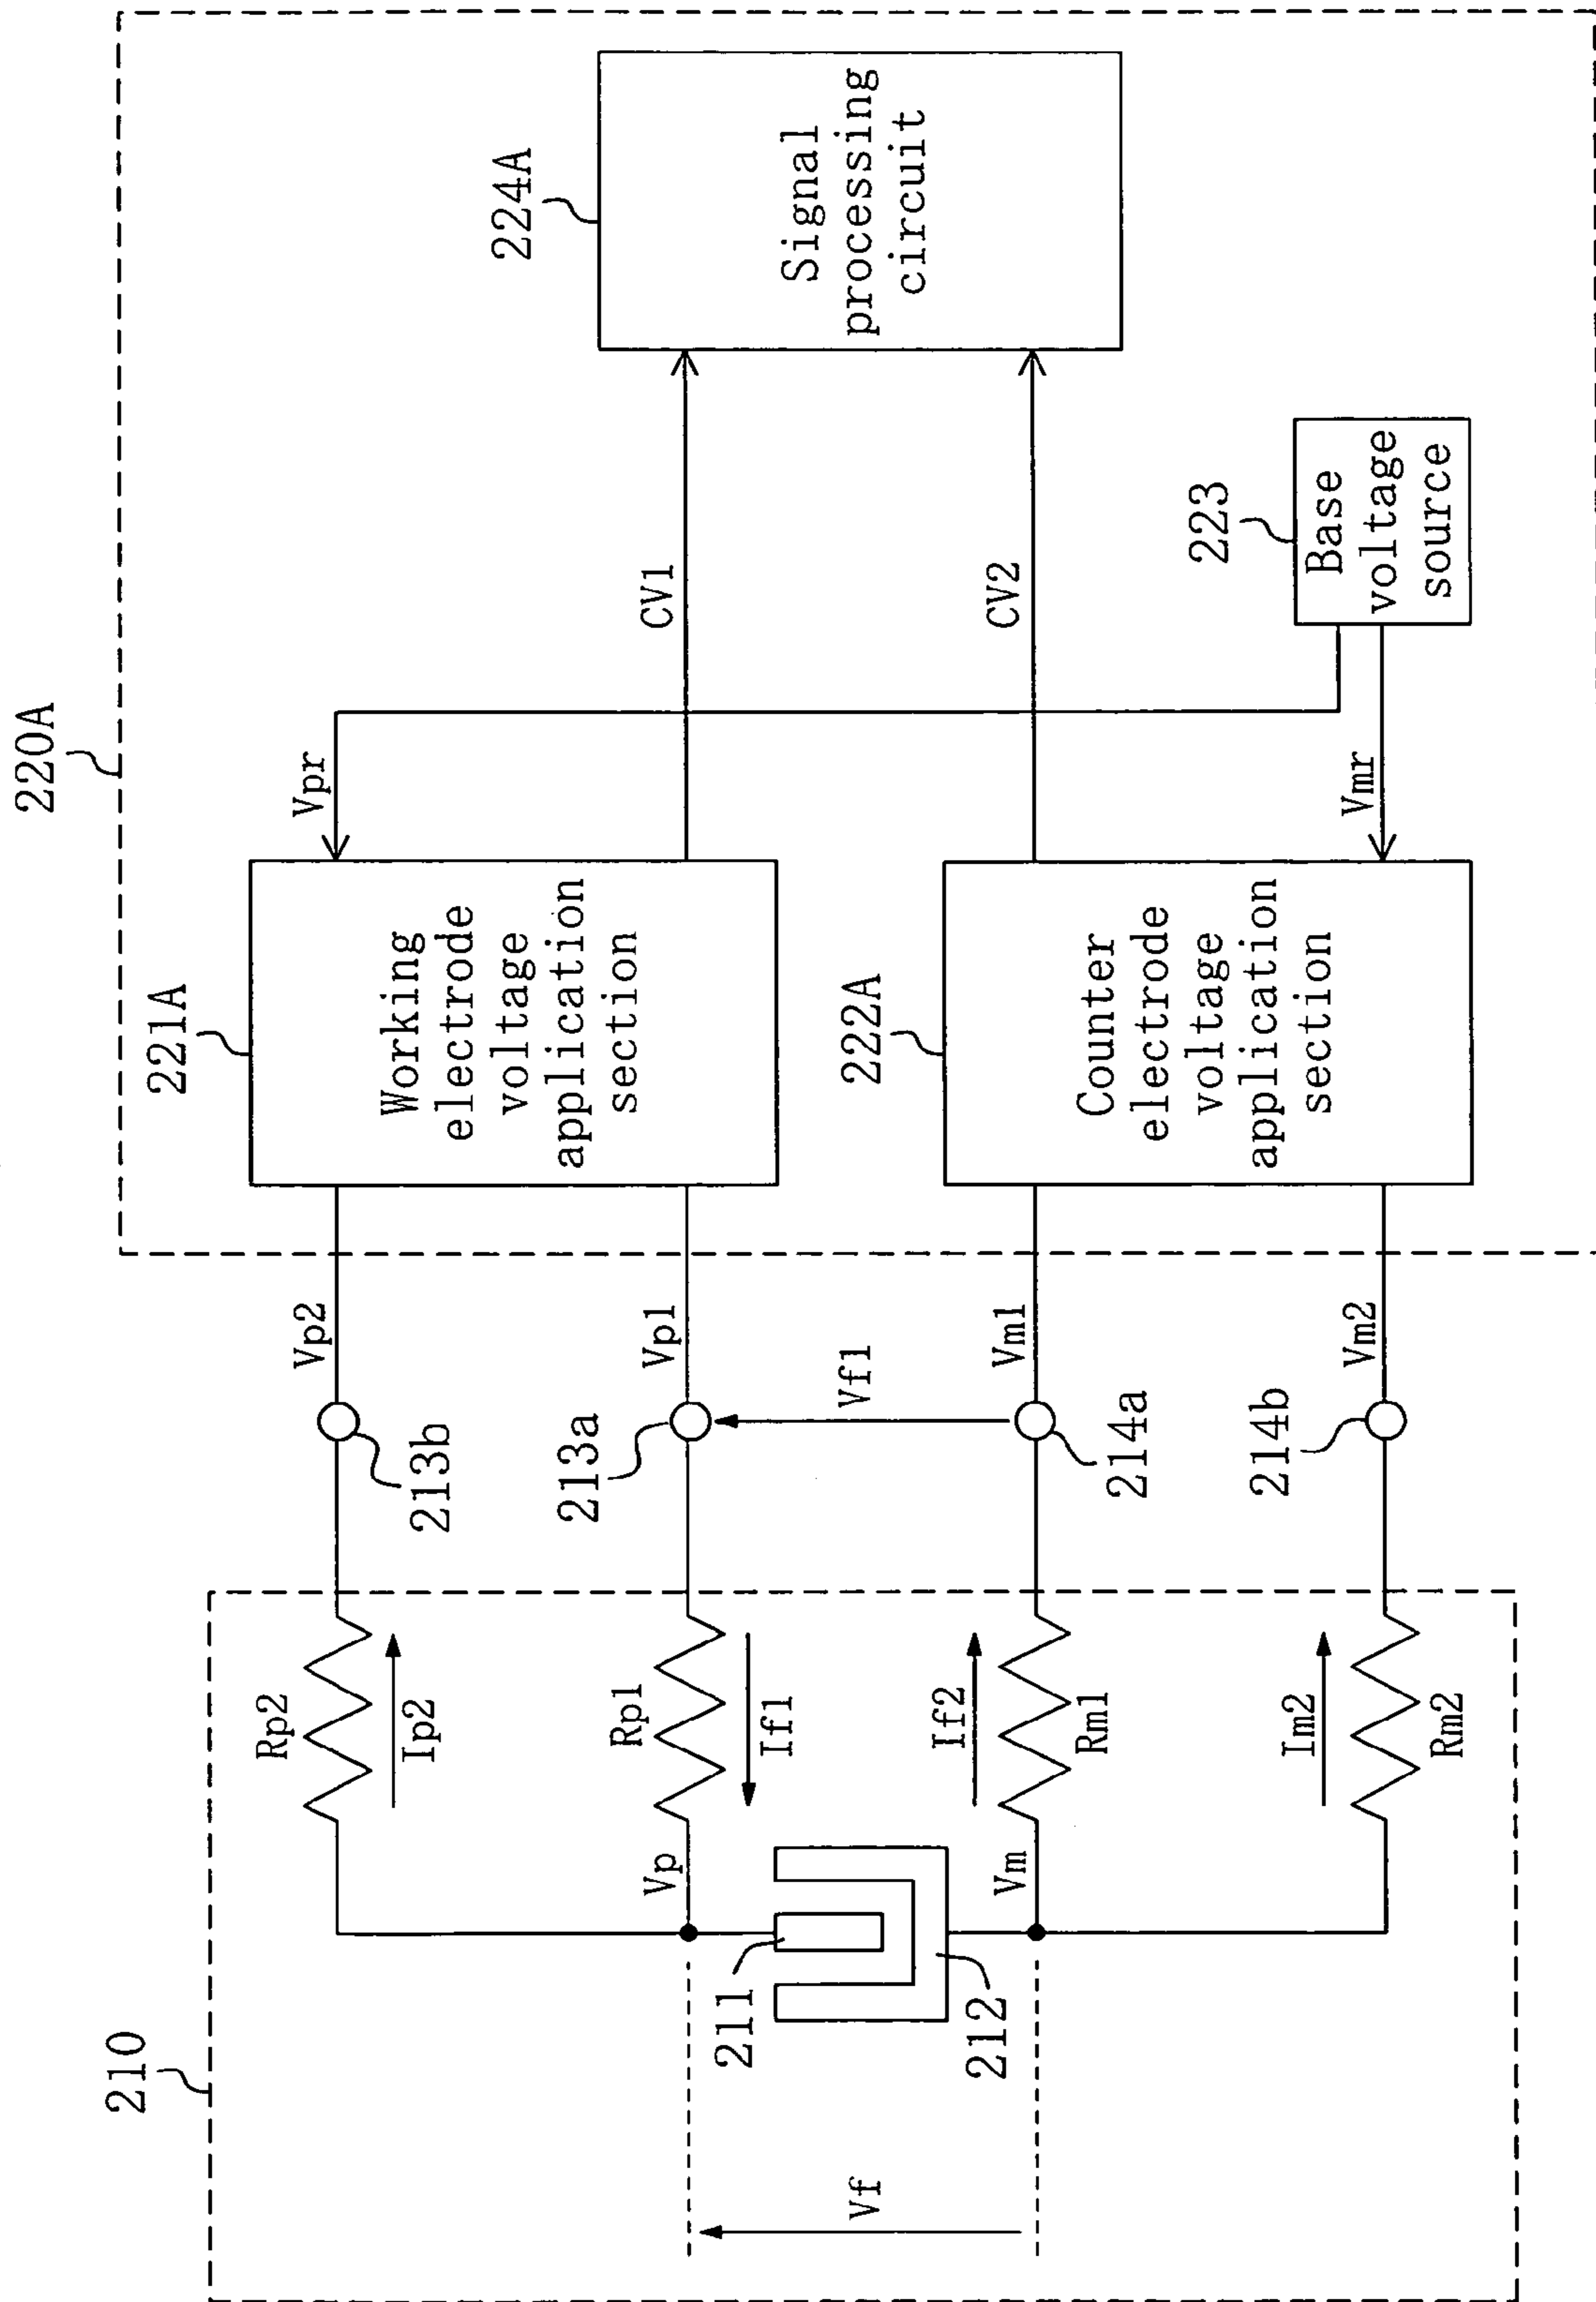 220A
224A
Signal
processing
circuit
CV1
CV2
223
Base
voltage
source
Vpr
Vmr
221A
Working
electrode
voltage
application
section
222A
Counter
electrode
voltage
application
section
Vp2
Vp1
Vm1
Vm2
Vf1
213b
213a
214a
214b
210
Rp2
Ip2
Rp1
If1
If2
Rm1
Im2
Rm2
Vp
Vm
211
212
Vf